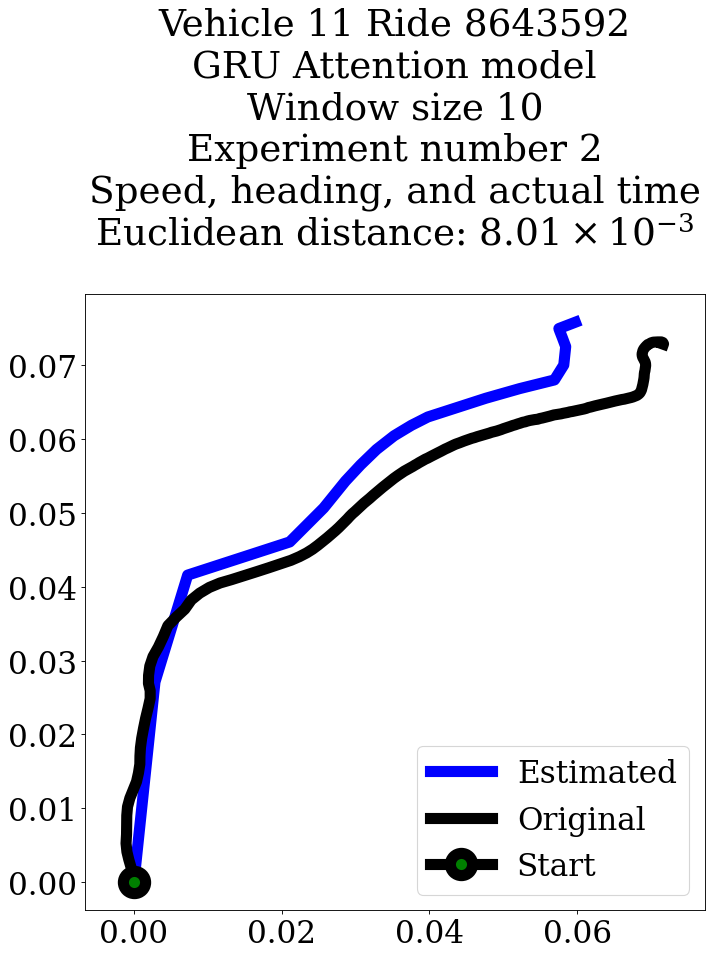 Vehicle 11 Ride 8643592
GRU Attention model
Window size 10
Experiment number 2
Speed, heading, and actual time
Euclidean distance: 8.01 × 10⁻³
0.07
0.06
0.05
0.04
0.03
0.02
0.01
0.00
Estimated
Original
Start
0.00 0.02 0.04 0.06